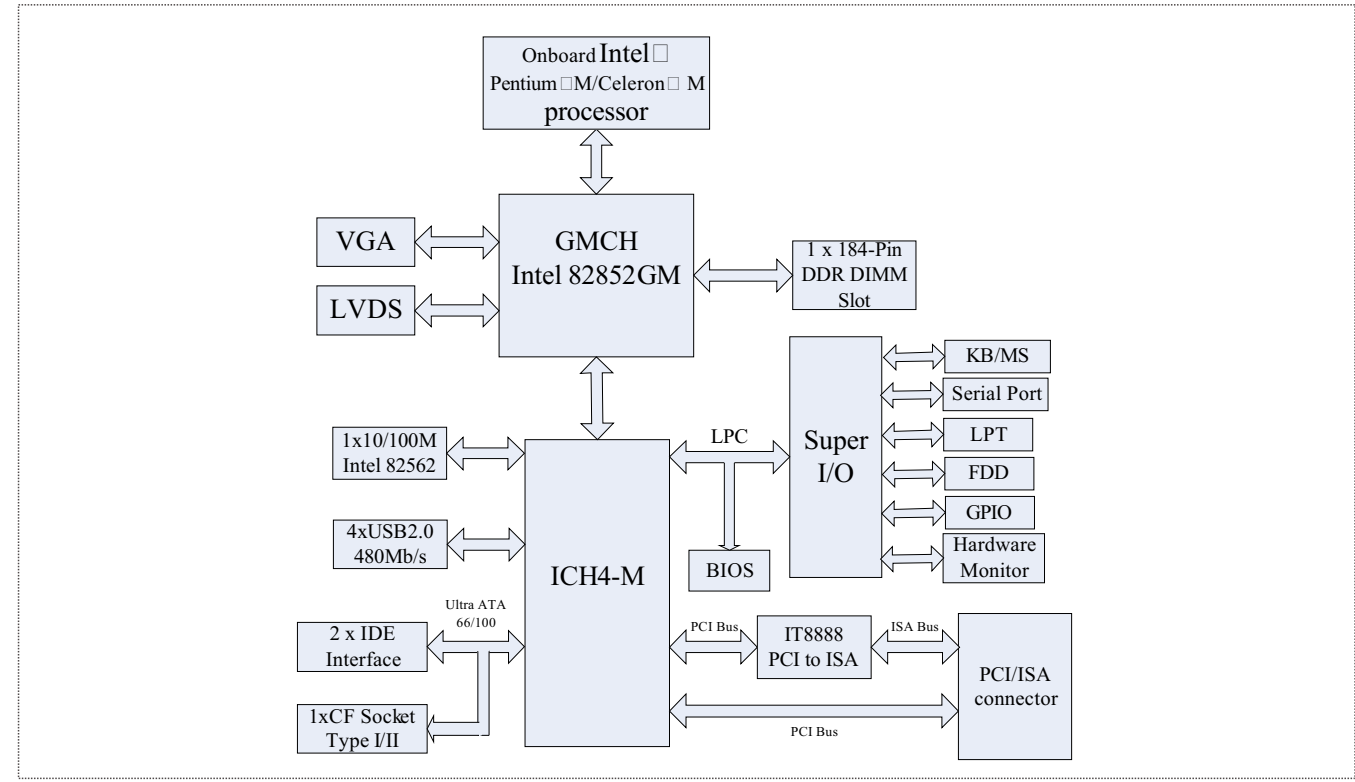 Onboard Intel□
Pentium □M/Celeron□ M
processor
VGA
GMCH
Intel 82852GM
1 x 184-Pin
DDR DIMM
Slot
LVDS
KB/MS
Serial Port
1x10/100M
Intel 82562
LPC
Super
I/O
LPT
FDD
GPIO
4xUSB2.0
480Mb/s
ICH4-M
BIOS
Hardware
Monitor
Ultra ATA
66/100
2 x IDE
Interface
PCI Bus
IT8888
PCI to ISA
ISA Bus
PCI/ISA
connector
1xCF Socket
Type I/II
PCI Bus